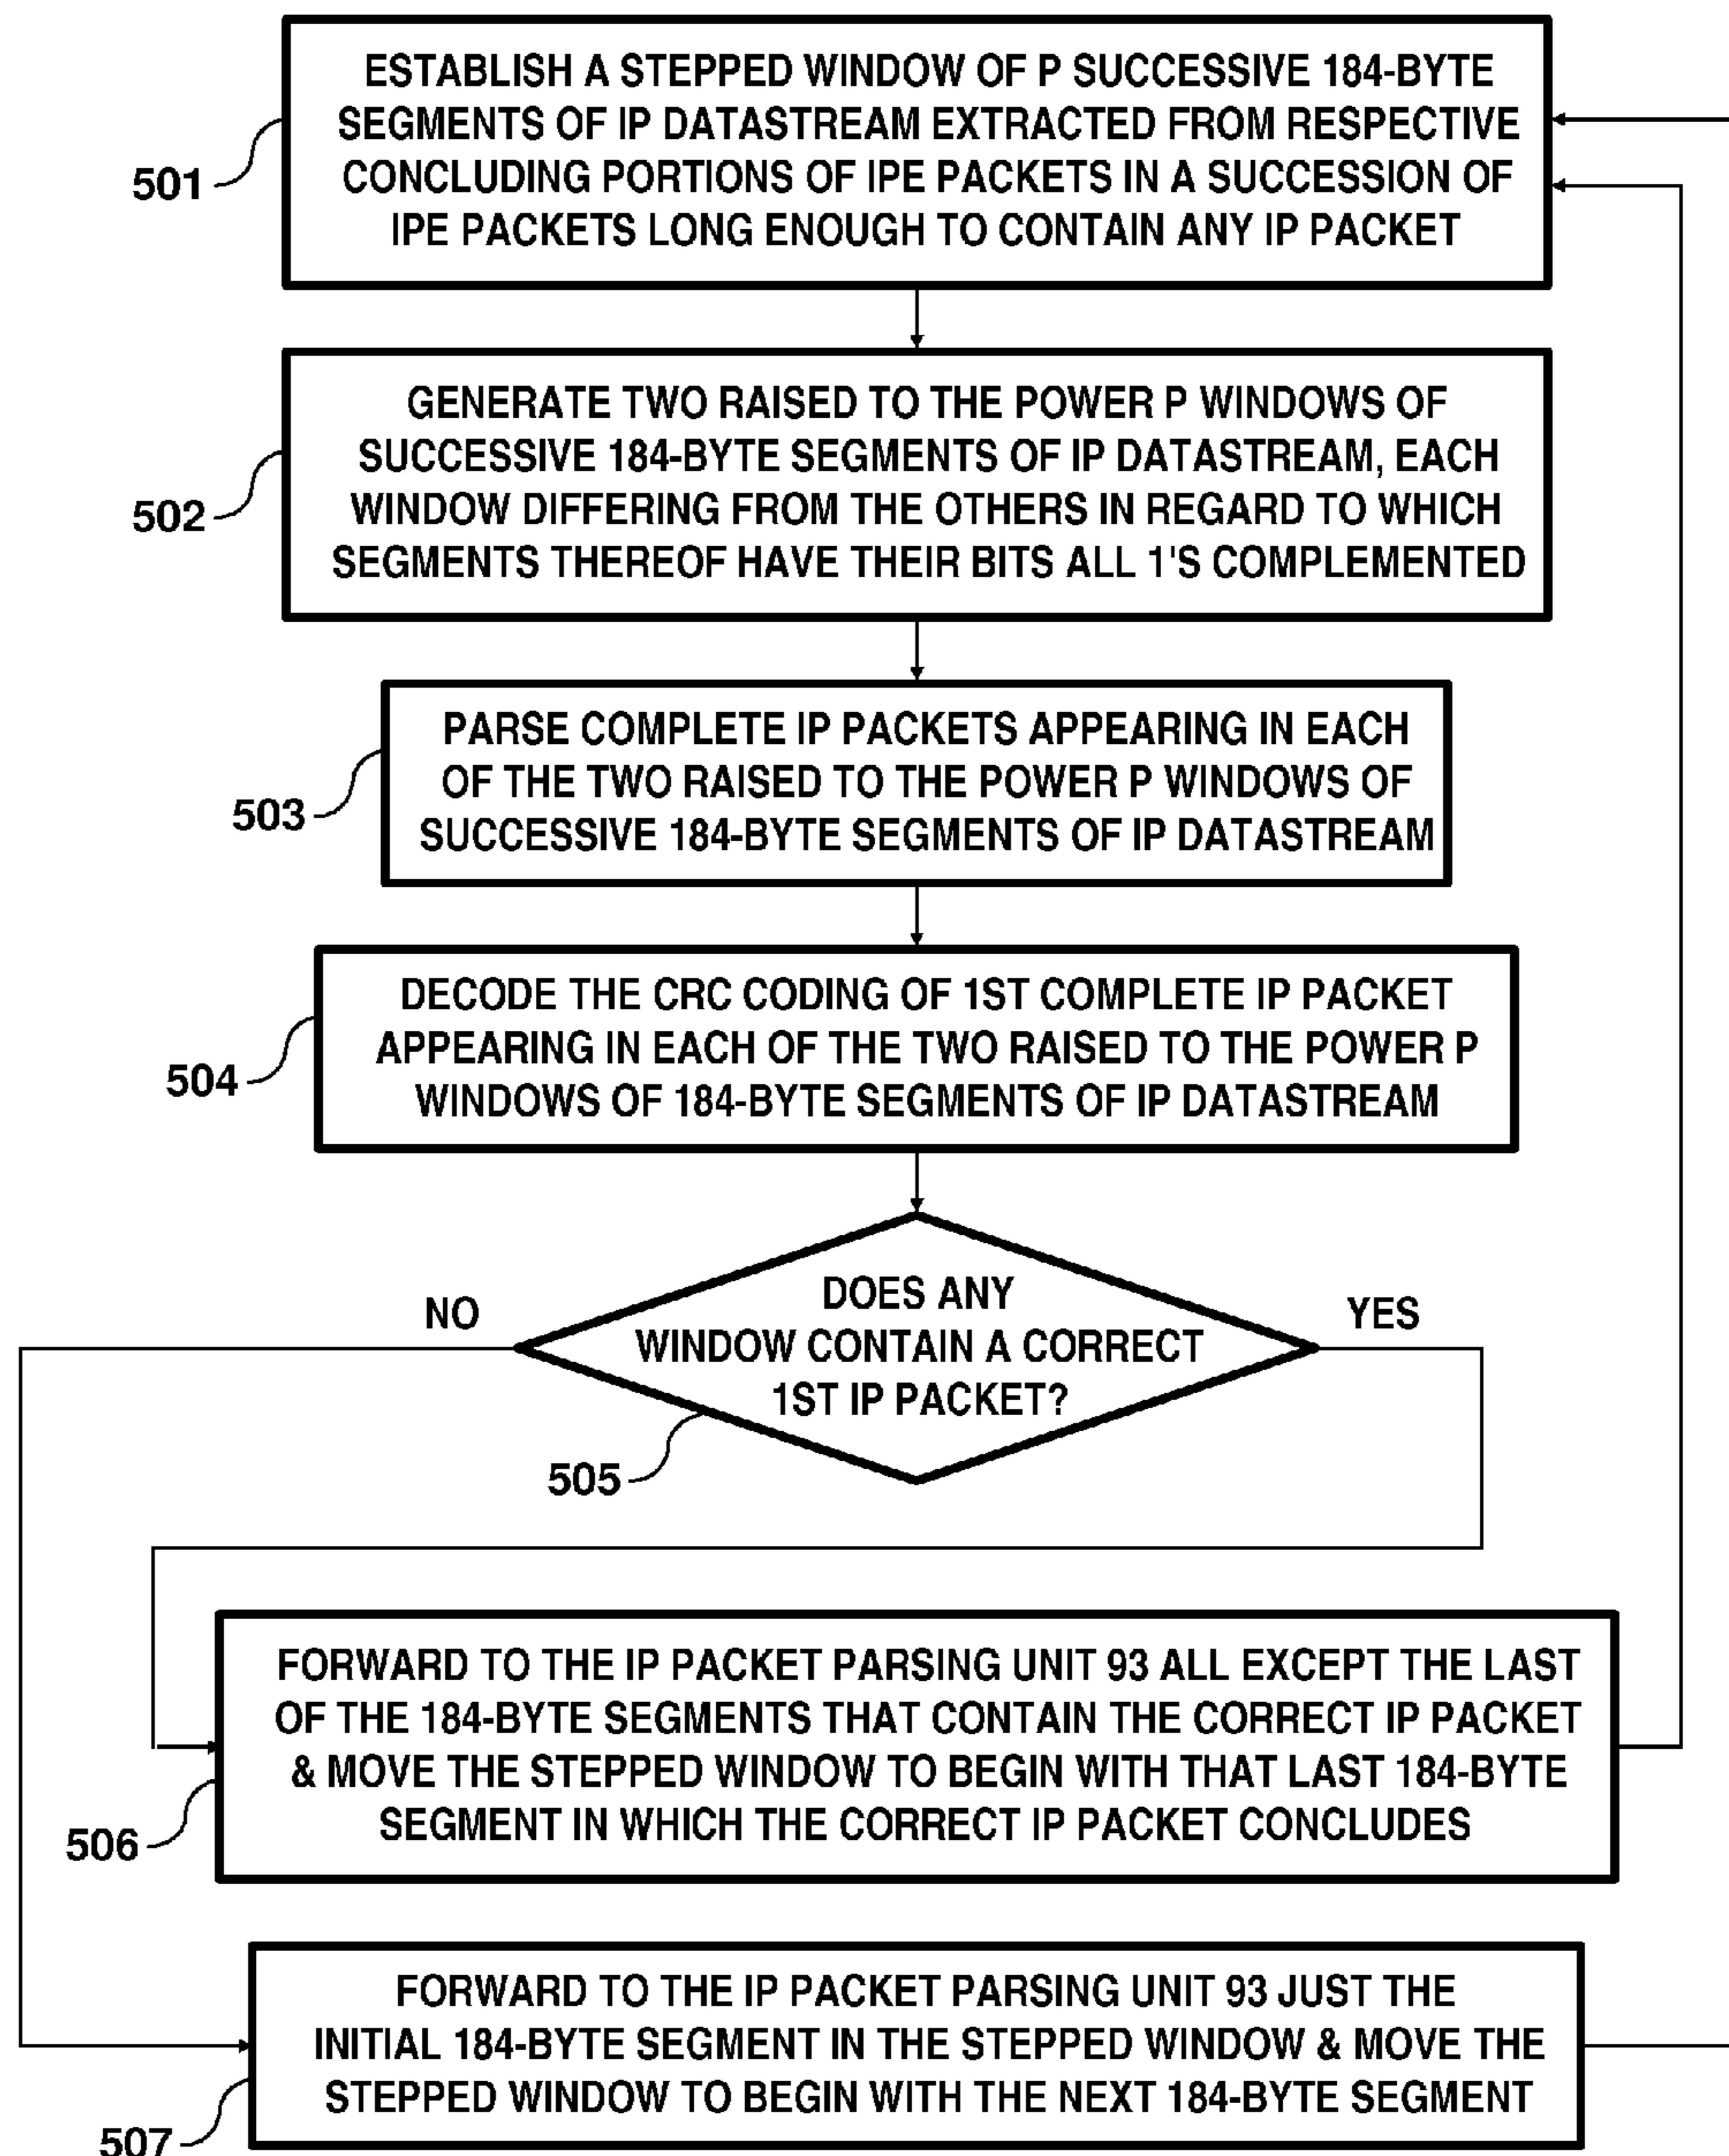 ESTABLISH A STEPPED WINDOW OF P SUCCESSIVE 184-BYTE
SEGMENTS OF IP DATASTREAM EXTRACTED FROM RESPECTIVE
CONCLUDING PORTIONS OF IPE PACKETS IN A SUCCESSION OF
IPE PACKETS LONG ENOUGH TO CONTAIN ANY IP PACKET
501
GENERATE TWO RAISED TO THE POWER P WINDOWS OF
SUCCESSIVE 184-BYTE SEGMENTS OF IP DATASTREAM, EACH
WINDOW DIFFERING FROM THE OTHERS IN REGARD TO WHICH
SEGMENTS THEREOF HAVE THEIR BITS ALL 1'S COMPLEMENTED
502
PARSE COMPLETE IP PACKETS APPEARING IN EACH
OF THE TWO RAISED TO THE POWER P WINDOWS OF
SUCCESSIVE 184-BYTE SEGMENTS OF IP DATASTREAM
503
DECODE THE CRC CODING OF 1ST COMPLETE IP PACKET
APPEARING IN EACH OF THE TWO RAISED TO THE POWER P
WINDOWS OF 184-BYTE SEGMENTS OF IP DATASTREAM
504
NO
DOES ANY
WINDOW CONTAIN A CORRECT
1ST IP PACKET?
YES
505
FORWARD TO THE IP PACKET PARSING UNIT 93 ALL EXCEPT THE LAST
OF THE 184-BYTE SEGMENTS THAT CONTAIN THE CORRECT IP PACKET
& MOVE THE STEPPED WINDOW TO BEGIN WITH THAT LAST 184-BYTE
SEGMENT IN WHICH THE CORRECT IP PACKET CONCLUDES
506
FORWARD TO THE IP PACKET PARSING UNIT 93 JUST THE
INITIAL 184-BYTE SEGMENT IN THE STEPPED WINDOW & MOVE THE
STEPPED WINDOW TO BEGIN WITH THE NEXT 184-BYTE SEGMENT
507